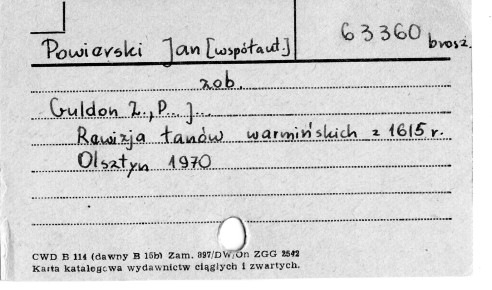 Powierski Jan [współaut.] 63360 brosz.
zob.
Guldon Z., P... J...
Rewizja łanów warmińskich z 1615 r.
Olsztyn 1970
CWD B 114 (dawny B 15b) Zam. 897/DW/On ZGG 2542
Karta katalogowa wydawnictw ciągłych i zwartych.